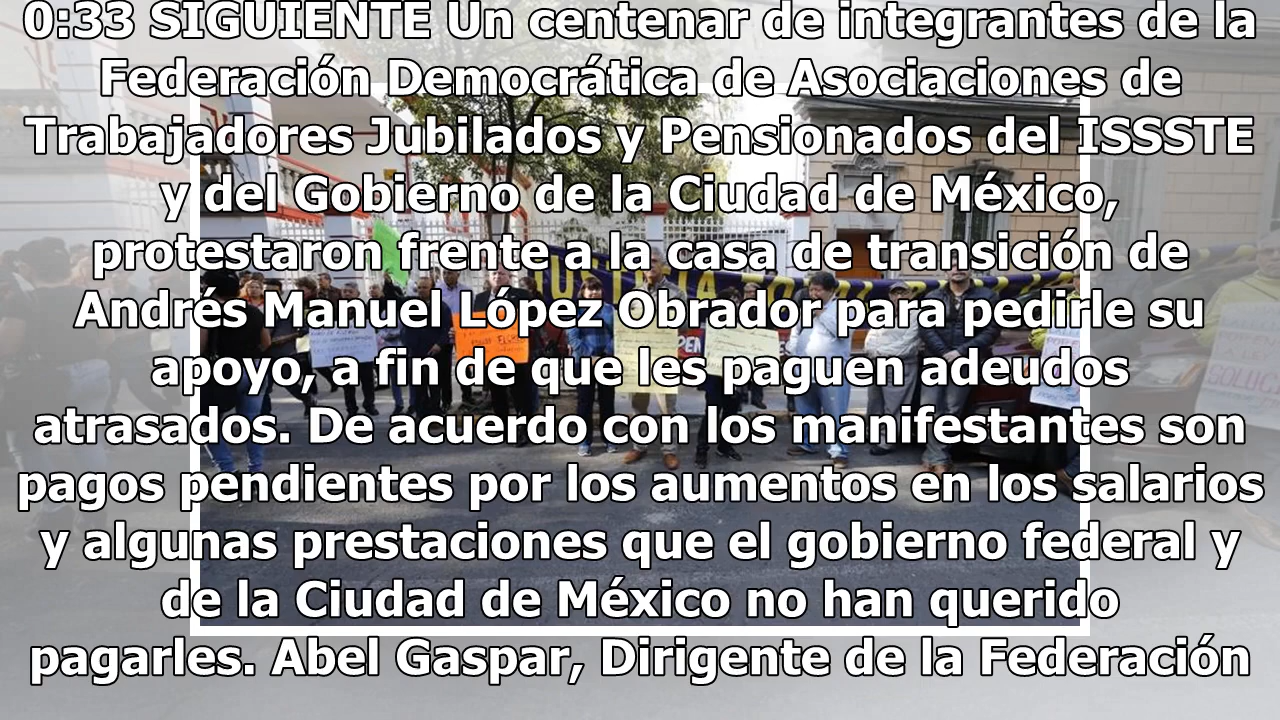 0:33 SIGUIENTE Un centenar de integrantes de la
Federación Democrática de Asociaciones de
Trabajadores Jubilados y Pensionados del ISSSTE
y del Gobierno de la Ciudad de México,
protestaron frente a la casa de transición de
Andrés Manuel López Obrador para pedirle su
apoyo, a fin de que les paguen adeudos
atrasados. De acuerdo con los manifestantes son
pagos pendientes por los aumentos en los salarios
y algunas prestaciones que el gobierno federal y
de la Ciudad de México no han querido
pagarles. Abel Gaspar, Dirigente de la Federación